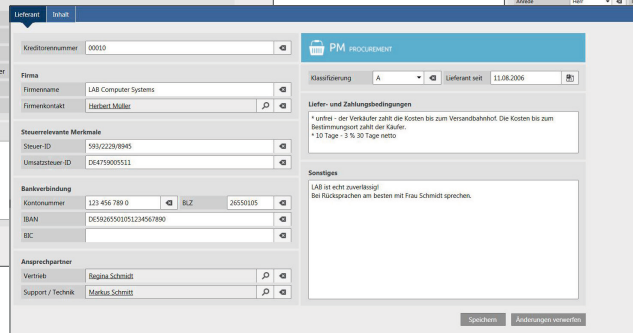 Anrede Herr
Lieferant Inhalt
Kreditorennummer 00010
PM PROCUREMENT
Klassifizierung A Lieferant seit 11.08.2006
Firma
Firmenname LAB Computer Systems
Firmenkontakt Herbert Müller
Liefer- und Zahlungsbedingungen
* unfrei - der Verkäufer zahlt die Kosten bis zum Versandbahnhof. Die Kosten bis zum
Bestimmungsort zahlt der Käufer.
* 10 Tage - 3 % 30 Tage netto
Steuerrelevante Merkmale
Steuer-ID 593/2229/8945
Umsatzsteuer-ID DE4759005511
Sonstiges
LAB ist echt zuverlässig!
Bei Rücksprachen am besten mit Frau Schmidt sprechen.
Bankverbindung
Kontonummer 123 456 789 0 BLZ 26550105
IBAN DE59265501051234567890
BIC
Ansprechpartner
Vertrieb Regina Schmidt
Support / Technik Markus Schmitt
Speichern Änderungen verwerfen